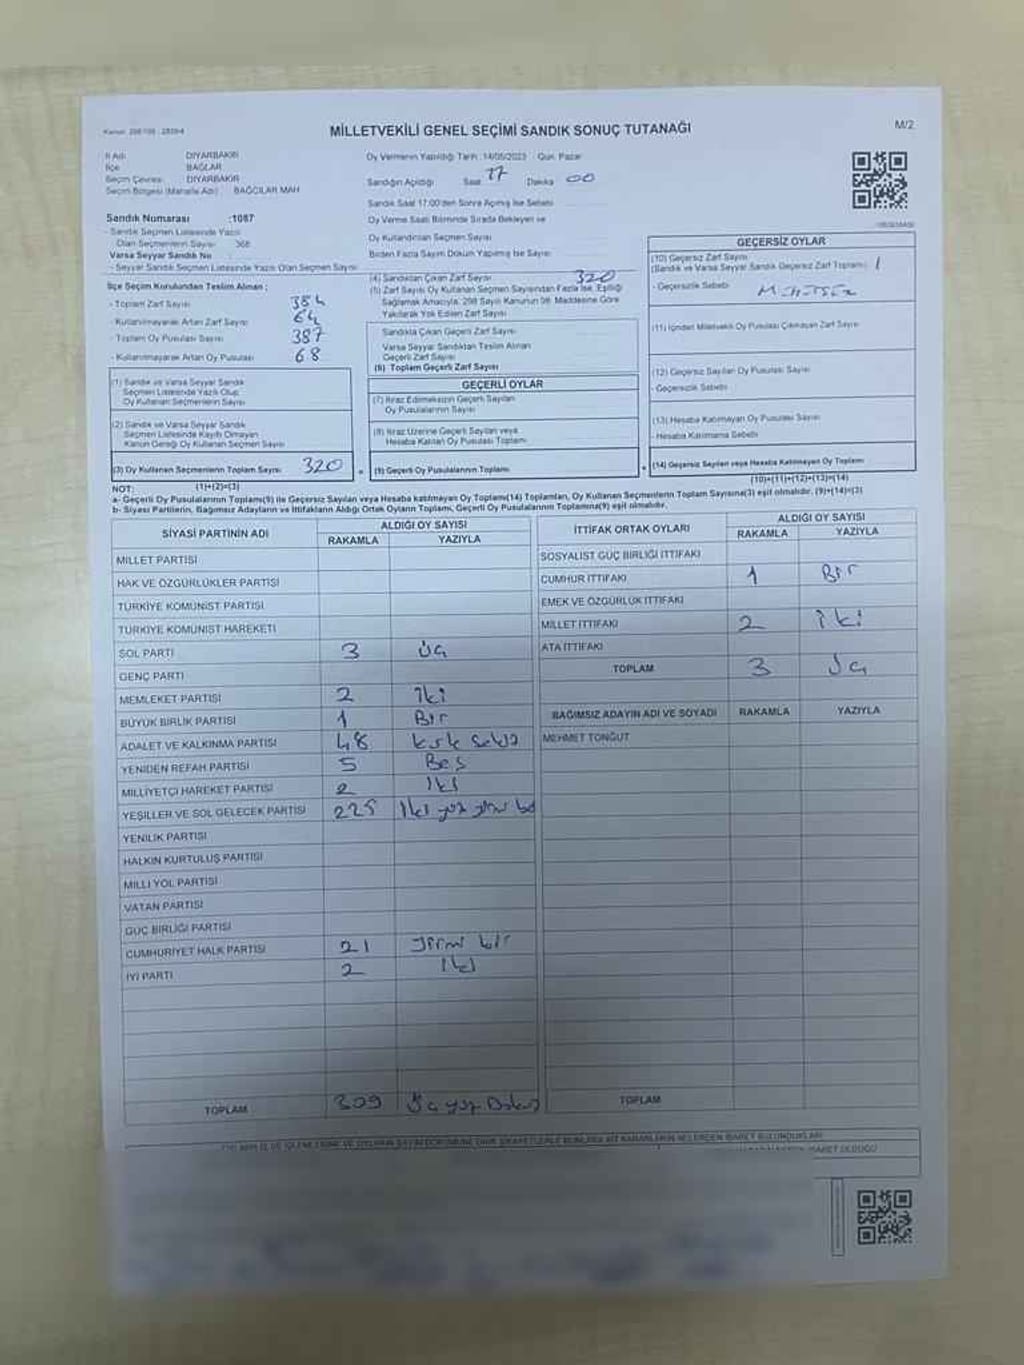 MİLLETVEKİLİ GENEL SEÇİMİ SANDIK SONUÇ TUTANAĞI
M/2
İl Adı DİYARBAKIR
İlçe BAĞLAR
Seçim Çevresi DİYARBAKIR
Seçim Bölgesi (Mahalle Adı) BAĞCILAR MAH
Sandık Numarası :1087
- Sandık Seçmen Listesinde Yazılı
Olan Seçmenlerin Sayısı 368
Varsa Seyyar Sandık No
- Seyyar Sandık Seçmen Listesinde Yazılı Olan Seçmen Sayısı
Oy Vermenin Yapıldığı Tarih : 14/05/2023 Gün: Pazar
Sandığın Açıldığı Saat 17 Dakika 00
Sandık Saat 17:00'den Sonra Açılmış İse Sebebi
Oy Verme Saati Bitiminde Sırada Bekleyen ve
Oy Kullandırılan Seçmen Sayısı
Birden Fazla Sayım Döküm Yapılmış İse Sayısı
İlçe Seçim Kurulundan Teslim Alınan ;
- Toplam Zarf Sayısı 384
- Kullanılmayarak Artan Zarf Sayısı 64
- Toplam Oy Pusulası Sayısı 387
- Kullanılmayarak Artan Oy Pusulası 68
(4) Sandıktan Çıkan Zarf Sayısı 320
(5) Zarf Sayısı Oy Kullanan Seçmen Sayısından Fazla İse, Eşitliği
Sağlamak Amacıyla, 298 Sayılı Kanunun 98. Maddesine Göre
Yakılarak Yok Edilen Zarf Sayısı
Sandıkta Çıkan Geçerli Zarf Sayısı
Varsa Seyyar Sandıktan Teslim Alınan
Geçerli Zarf Sayısı
(6) Toplam Geçerli Zarf Sayısı
GEÇERSİZ OYLAR
(10) Geçersiz Zarf Sayısı
(Sandık ve Varsa Seyyar Sandık Geçersiz Zarf Toplamı) 1
- Geçersizlik Sebebi
(11) İçinden Milletvekili Oy Pusulası Çıkmayan Zarf Sayısı
(12) Geçersiz Sayılan Oy Pusulası Sayısı
- Geçersizlik Sebebi
(13) Hesaba Katılmayan Oy Pusulası Sayısı
- Hesaba Katılmama Sebebi
(14) Geçersiz Sayılan veya Hesaba Katılmayan Oy Toplamı
(10)+(11)+(12)+(13)=(14)
(1) Sandık ve Varsa Seyyar Sandık
Seçmen Listesinde Yazılı Olup
Oy Kullanan Seçmenlerin Sayısı
(2) Sandık ve Varsa Seyyar Sandık
Seçmen Listesinde Kayıtlı Olmayan
Kanun Gereği Oy Kullanan Seçmen Sayısı
(3) Oy Kullanan Seçmenlerin Toplam Sayısı 320
(1)+(2)=(3)
GEÇERLİ OYLAR
(7) İtiraz Edilmeksizin Geçerli Sayılan
Oy Pusulalarının Sayısı
(8) İtiraz Üzerine Geçerli Sayılan veya
Hesaba Katılan Oy Pusulası Toplamı
(9) Geçerli Oy Pusulalarının Toplamı
NOT:
a- Geçerli Oy Pusulalarının Toplamı(9) ile Geçersiz Sayılan veya Hesaba katılmayan Oy Toplamı(14) Toplamları, Oy Kullanan Seçmenlerin Toplam Sayısına(3) eşit olmalıdır. (9)+(14)=(3)
b- Siyasi Partilerin, Bağımsız Adayların ve İttifakların Aldığı Ortak Oyların Toplamı, Geçerli Oy Pusulasının Toplamına(9) eşit olmalıdır.
SİYASİ PARTİNİN ADI ALDIĞI OY SAYISI
RAKAMLA YAZIYLA
MİLLET PARTİSİ
HAK VE ÖZGÜRLÜKLER PARTİSİ
TÜRKİYE KOMÜNİST PARTİSİ
TÜRKİYE KOMÜNİST HAREKETİ
SOL PARTİ 3 üç
GENÇ PARTİ
MEMLEKET PARTİSİ 2 iki
BÜYÜK BİRLİK PARTİSİ 1 Bir
ADALET VE KALKINMA PARTİSİ 48 kırk sekiz
YENİDEN REFAH PARTİSİ 5 Beş
MİLLİYETÇİ HAREKET PARTİSİ 2 İki
YEŞİLLER VE SOL GELECEK PARTİSİ 225 İki yüz yirmi beş
YENİLİK PARTİSİ
HALKIN KURTULUŞ PARTİSİ
MİLLİ YOL PARTİSİ
VATAN PARTİSİ
GÜÇ BİRLİĞİ PARTİSİ
CUMHURİYET HALK PARTİSİ 21 yirmi bir
İYİ PARTİ 2 İki
TOPLAM 309 Üç yüz Dokuz
İTTİFAK ORTAK OYLARI ALDIĞI OY SAYISI
RAKAMLA YAZIYLA
SOSYALİST GÜÇ BİRLİĞİ İTTİFAKI
CUMHUR İTTİFAKI 1 Bir
EMEK VE ÖZGÜRLÜK İTTİFAKI
MİLLET İTTİFAKI 2 iki
ATA İTTİFAKI
TOPLAM 3 Üç
BAĞIMSIZ ADAYIN ADI VE SOYADI RAKAMLA YAZIYLA
MEHMET TONĞUT
TOPLAM